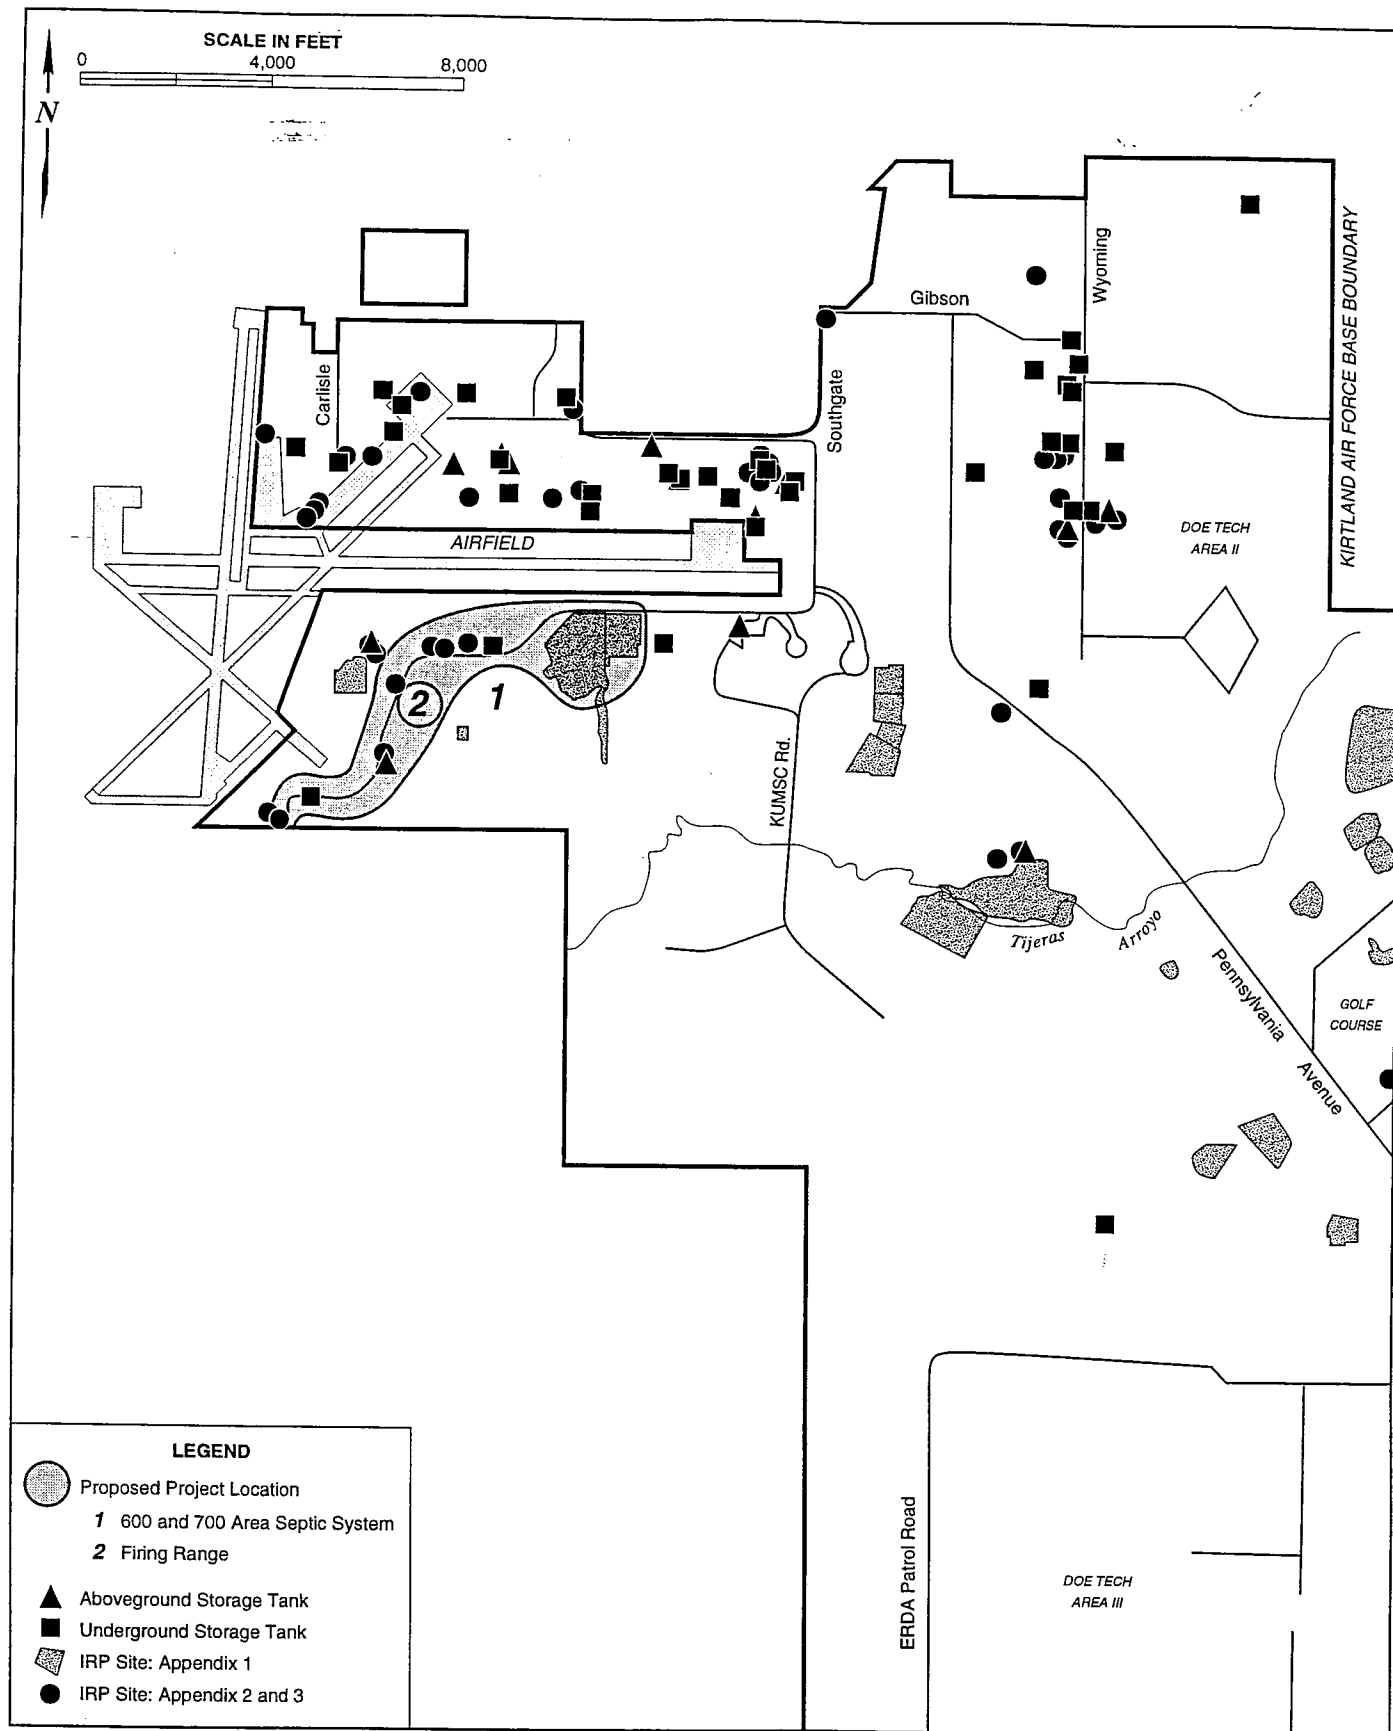 SCALE IN FEET
0 4,000 8,000
N
KIRTLAND AIR FORCE BASE BOUNDARY
Wyoming
Gibson
Carlisle
Southgate
DOE TECH
AREA II
AIRFIELD
2 1
KUMSC Rd.
Tijeras Arroyo
Pennsylvania Avenue
GOLF
COURSE
ERDA Patrol Road
DOE TECH
AREA III
LEGEND
Proposed Project Location
1 600 and 700 Area Septic System
2 Firing Range
Aboveground Storage Tank
Underground Storage Tank
IRP Site: Appendix 1
IRP Site: Appendix 2 and 3